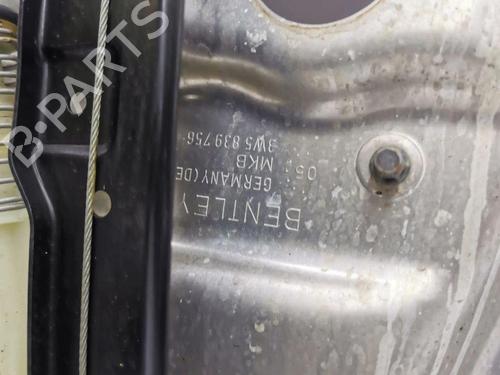 B-PARTS
BENTLEY
GERMANY (DE
MKB
05
3W5 839 756